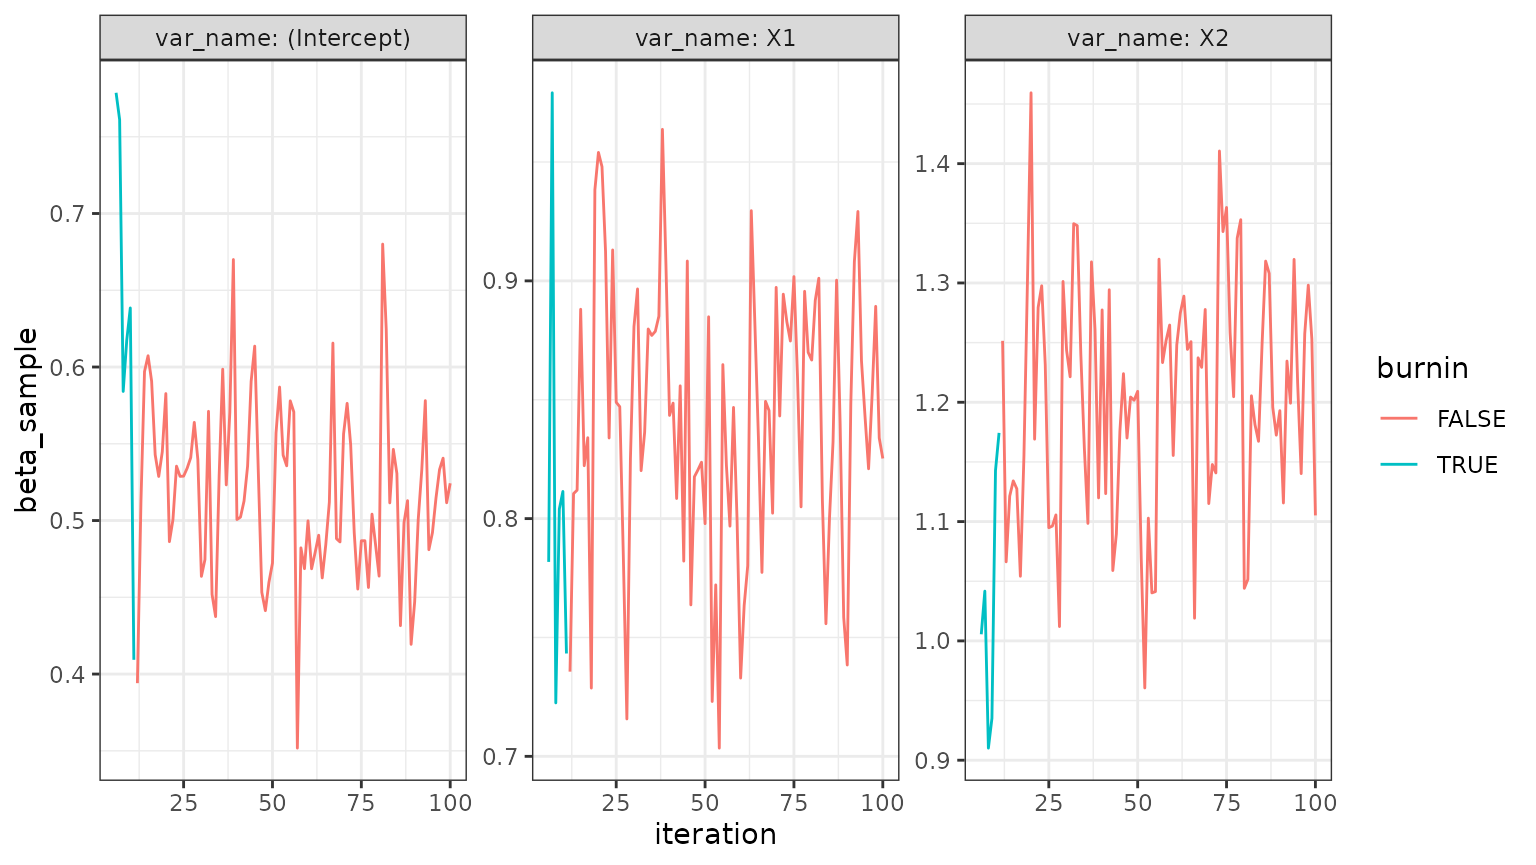 var_name: (Intercept)
var_name: X1
var_name: X2
beta_sample
0.7
0.6
0.5
0.4
0.9
0.8
0.7
1.4
1.3
1.2
1.1
1.0
0.9
25 50 75 100
25 50 75 100
25 50 75 100
iteration
burnin
FALSE
TRUE